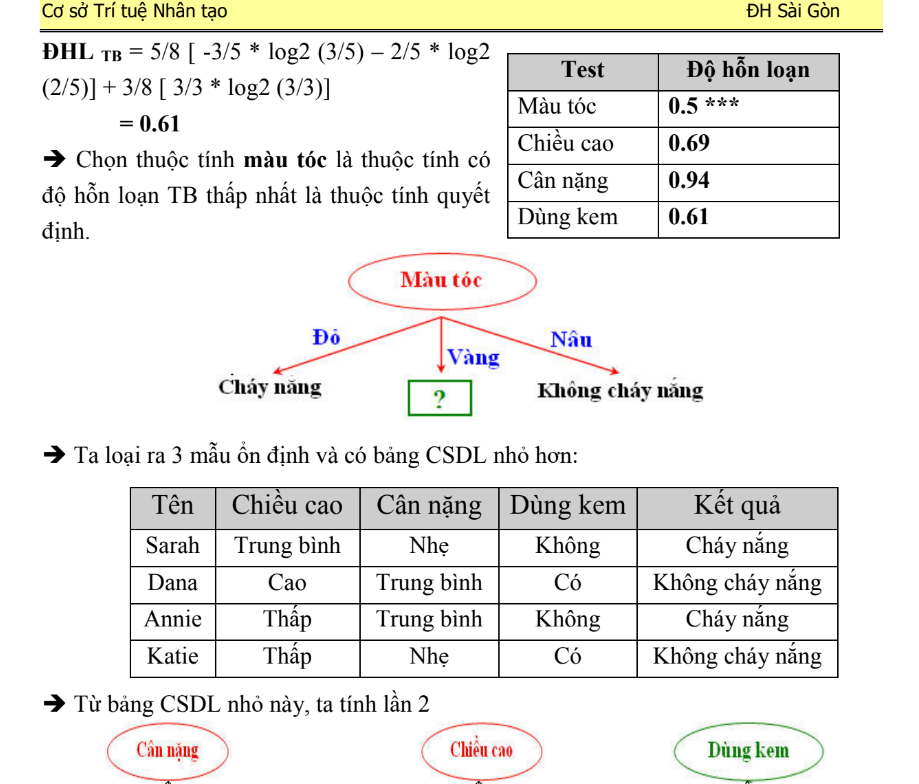 Cơ sở Trí tuệ Nhân tạo ĐH Sài Gòn
ĐHL TB = 5/8 [ -3/5 * log2 (3/5) – 2/5 * log2
(2/5)] + 3/8 [ 3/3 * log2 (3/3)]
= 0.61
➔ Chọn thuộc tính màu tóc là thuộc tính có
độ hỗn loạn TB thấp nhất là thuộc tính quyết
định.
Test Độ hỗn loạn
Màu tóc 0.5 ***
Chiều cao 0.69
Cân nặng 0.94
Dùng kem 0.61
Màu tóc
Đỏ
Vàng
Nâu
Cháy nắng
?
Không cháy nắng
➔ Ta loại ra 3 mẫu ổn định và có bảng CSDL nhỏ hơn:
Tên Chiều cao Cân nặng Dùng kem Kết quả
Sarah Trung bình Nhẹ Không Cháy nắng
Dana Cao Trung bình Có Không cháy nắng
Annie Thấp Trung bình Không Cháy nắng
Katie Thấp Nhẹ Có Không cháy nắng
➔ Từ bảng CSDL nhỏ này, ta tính lần 2
Cân nặng Chiều cao Dùng kem